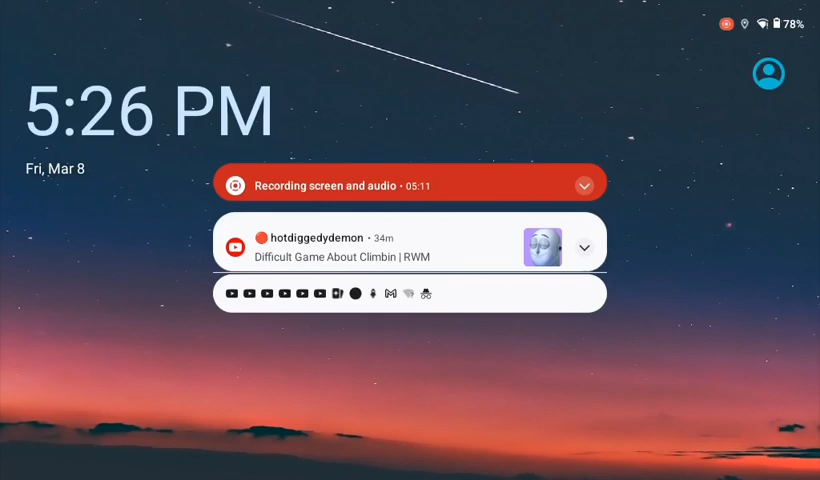 78%
5:26 PM
Fri, Mar 8
Recording screen and audio • 05:11
🔴 hotdiggedydemon • 34m
Difficult Game About Climbin | RWM